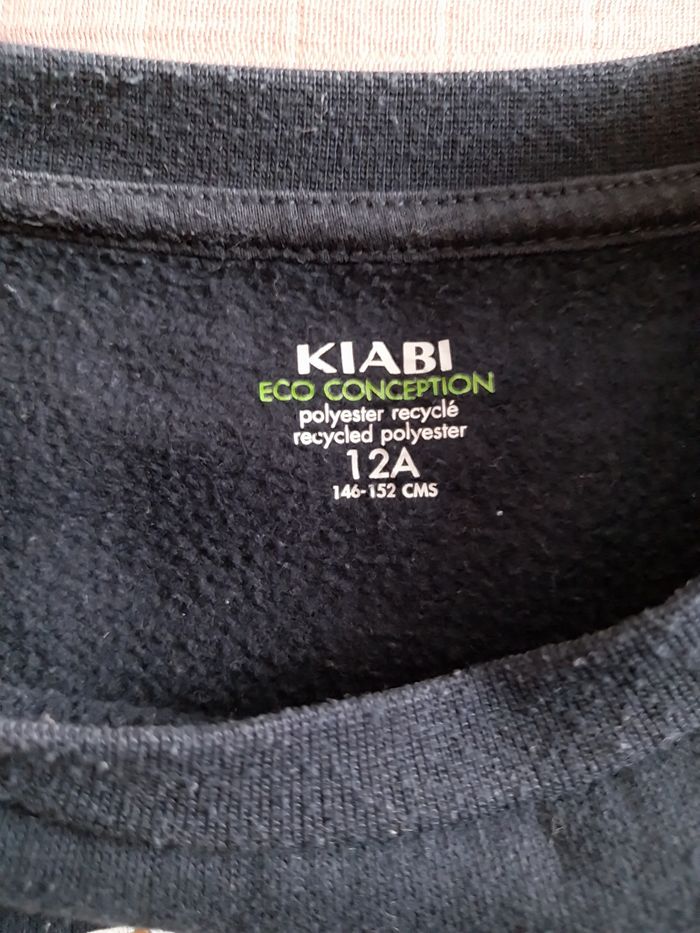 KIABI
ECO CONCEPTION
polyester recyclé
recycled polyester
12A
146-152 CMS